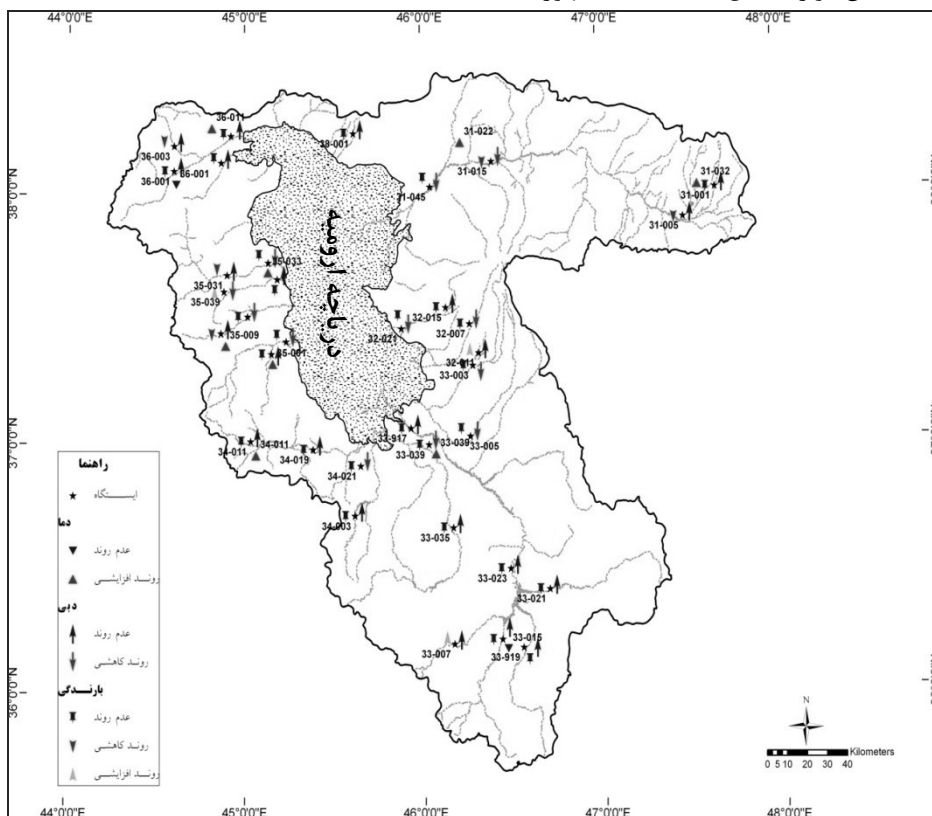 44°0'0"E 45°0'0"E 46°0'0"E 47°0'0"E 48°0'0"E
36-011
38-001
31-022
36-003
31-015
36-001
36-001
31-045
31-032
31-001
31-005
38°0'0"N
دریاچه ارومیه
35-033
35-031
35-039
32-015
35-009
32-021
32-007
35-001
32-011
33-003
33-917
33-039
33-005
37°0'0"N
34-011
34-011
34-019
33-039
34-021
34-003
33-035
33-023
33-021
33-015
33-007
33-919
36°0'0"N
راهنما
ایستگاه
دما
عدم روند
روند افزایشی
دبی
عدم روند
روند کاهشی
بارندگی
عدم روند
روند کاهشی
روند افزایشی
N
Kilometers
0 5 10 20 30 40
44°0'0"E 45°0'0"E 46°0'0"E 47°0'0"E 48°0'0"E